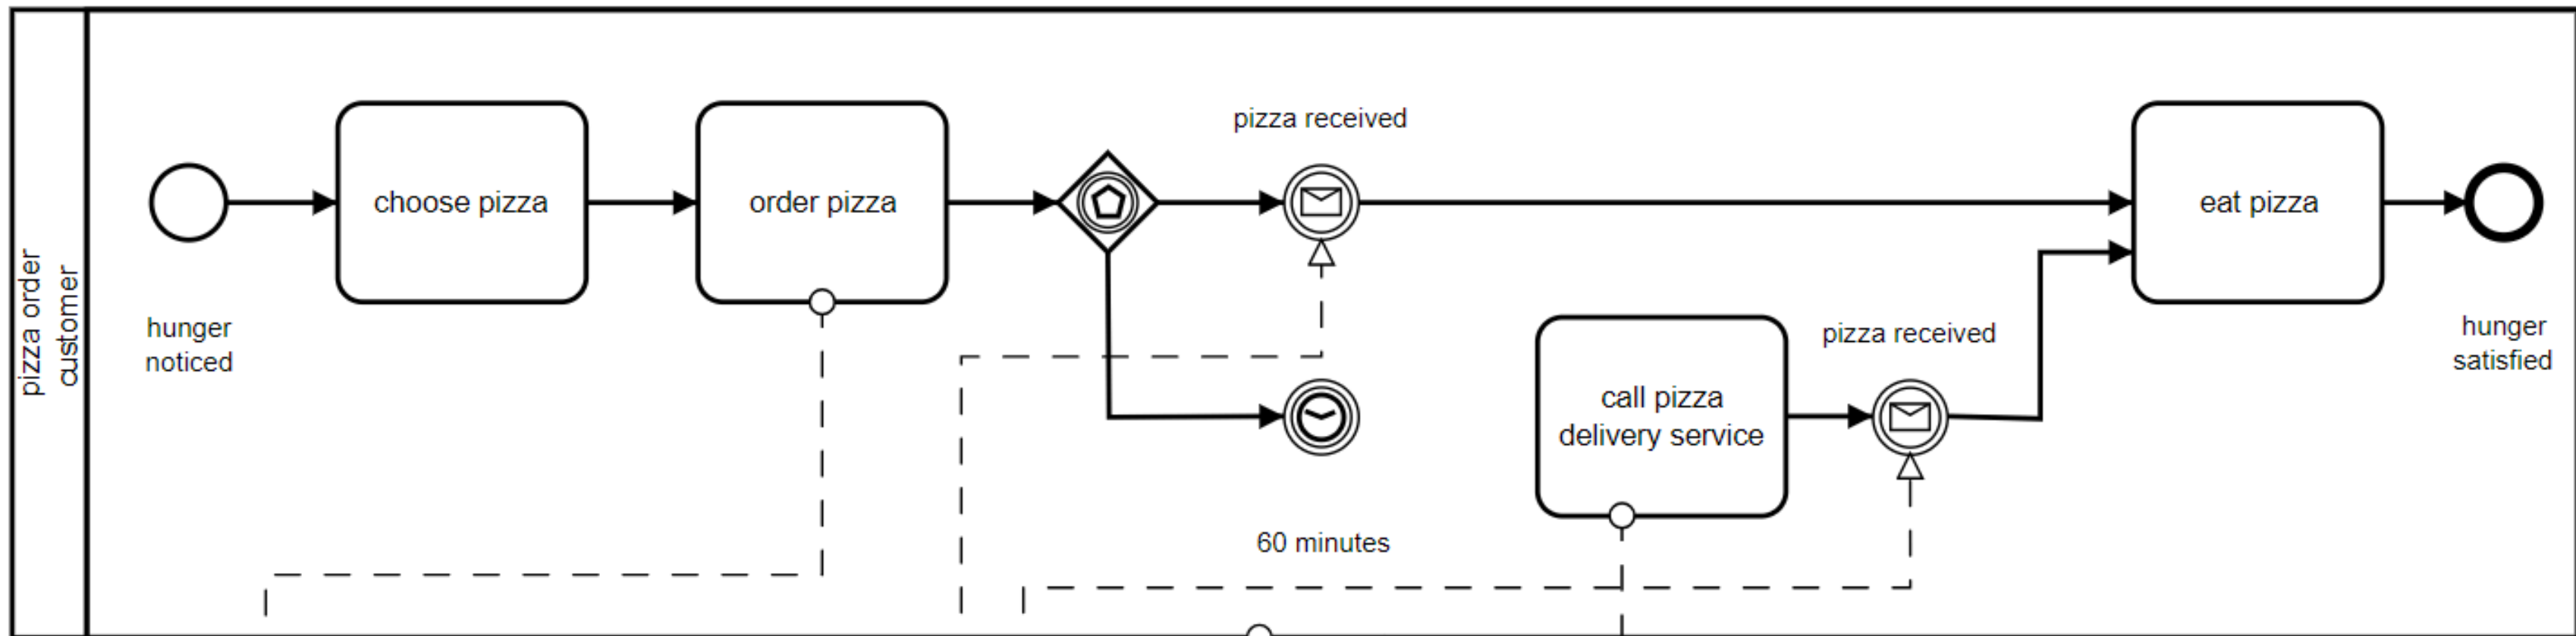 pizza order
customer
hunger
noticed
choose pizza
order pizza
pizza received
60 minutes
call pizza
delivery service
pizza received
eat pizza
hunger
satisfied